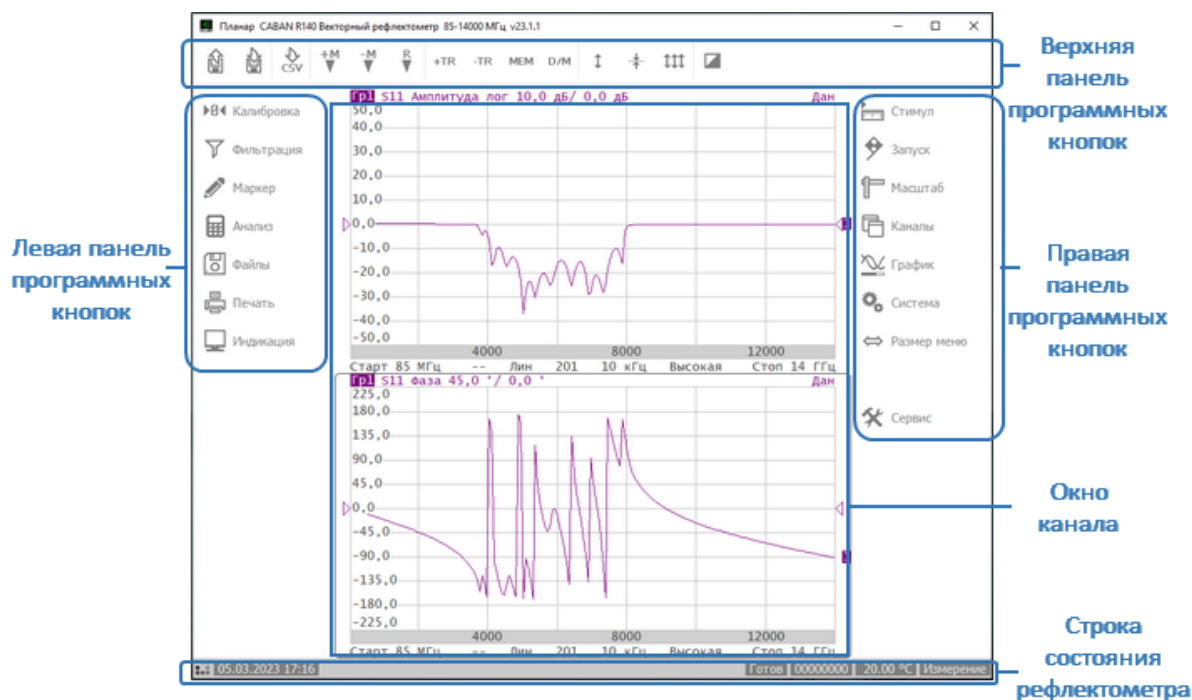 Планар CABAN R140 Векторный рефлектометр 85-14000 МГц v23.1.1
CSV +M -M R +TR -TR MEM D/M
Верхняя
панель
программных
кнопок
Калибровка
Фильтрация
Маркер
Анализ
Файлы
Печать
Индикация
Левая панель
программных
кнопок
Гр1 S11 Амплитуда лог 10,0 дБ/ 0,0 дБ Дан
50,0
40,0
30,0
20,0
10,0
0,0
-10,0
-20,0
-30,0
-40,0
-50,0
4000 8000 12000
Старт 85 МГц -- Лин 201 10 кГц Высокая Стоп 14 ГГц
Гр1 S11 Фаза 45,0 °/ 0,0 ° Дан
225,0
180,0
135,0
90,0
45,0
0,0
-45,0
-90,0
-135,0
-180,0
-225,0
4000 8000 12000
Старт 85 МГц -- Лин 201 10 кГц Высокая Стоп 14 ГГц
Стимул
Запуск
Масштаб
Каналы
График
Система
Размер меню
Сервис
Правая
панель
программных
кнопок
Окно
канала
05.03.2023 17:16 Готов 00000000 20.00 °C Измерение
Строка
состояния
рефлектометра